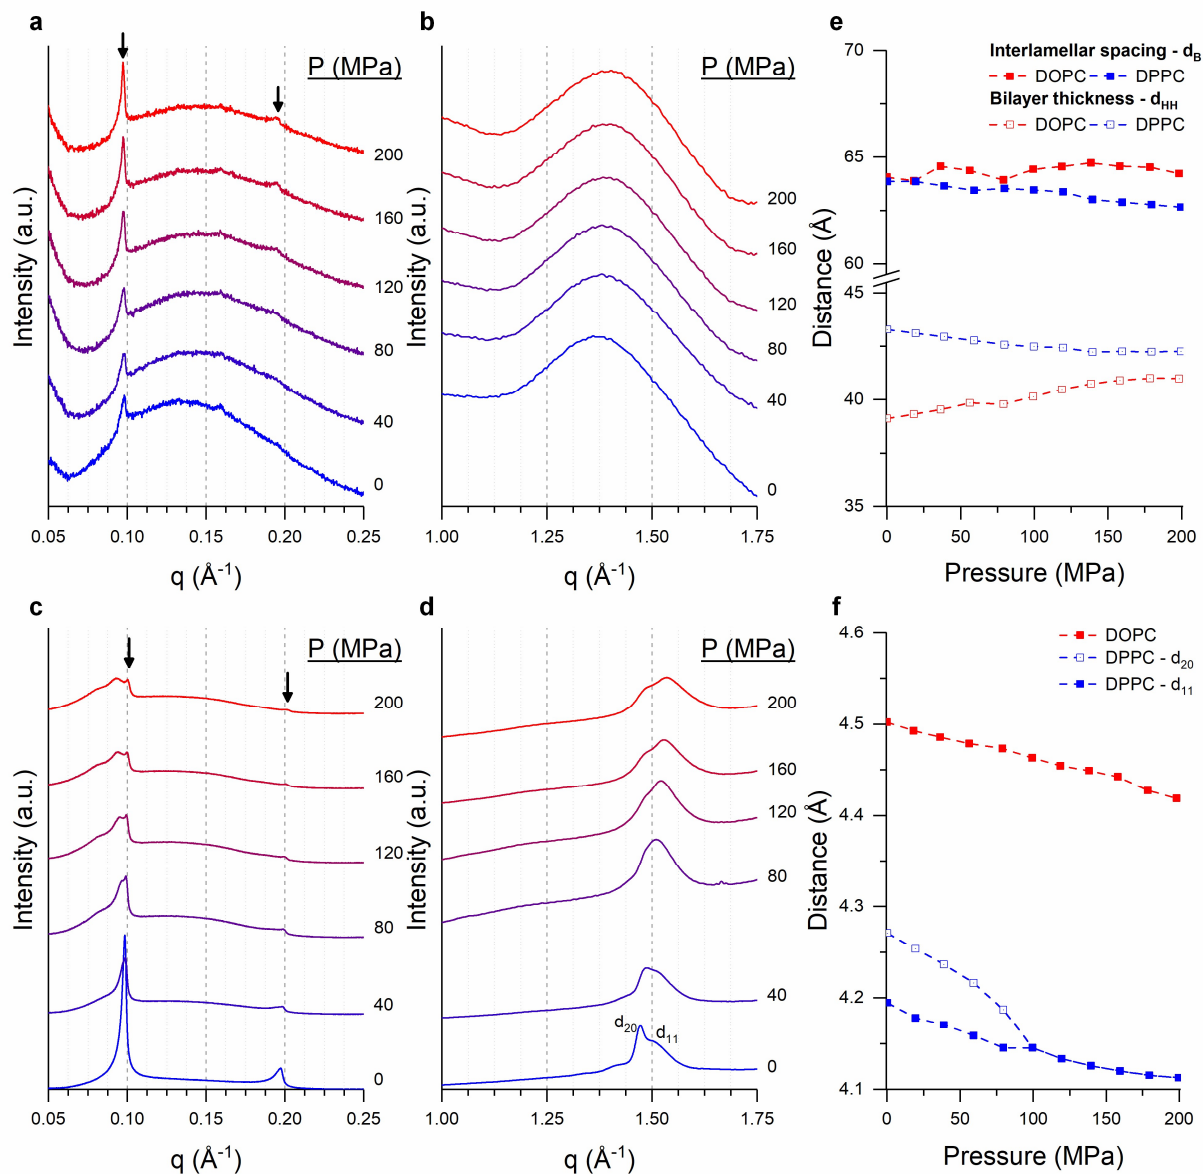 a
P (MPa)
200
160
120
80
40
0
Intensity (a.u.)
0.05 0.10 0.15 0.20 0.25
q (Å-1)
b
P (MPa)
200
160
120
80
40
0
Intensity (a.u.)
1.00 1.25 1.50 1.75
q (Å-1)
e
Interlamellar spacing - dB
DOPC DPPC
Bilayer thickness - dHH
DOPC DPPC
70
65
60
45
40
35
Distance (Å)
0 50 100 150 200
Pressure (MPa)
c
P (MPa)
200
160
120
80
40
0
Intensity (a.u.)
0.05 0.10 0.15 0.20 0.25
q (Å-1)
d
P (MPa)
200
160
120
80
40
d20 d11
0
Intensity (a.u.)
1.00 1.25 1.50 1.75
q (Å-1)
f
DOPC
DPPC - d20
DPPC - d11
4.6
4.5
4.4
4.3
4.2
4.1
Distance (Å)
0 50 100 150 200
Pressure (MPa)